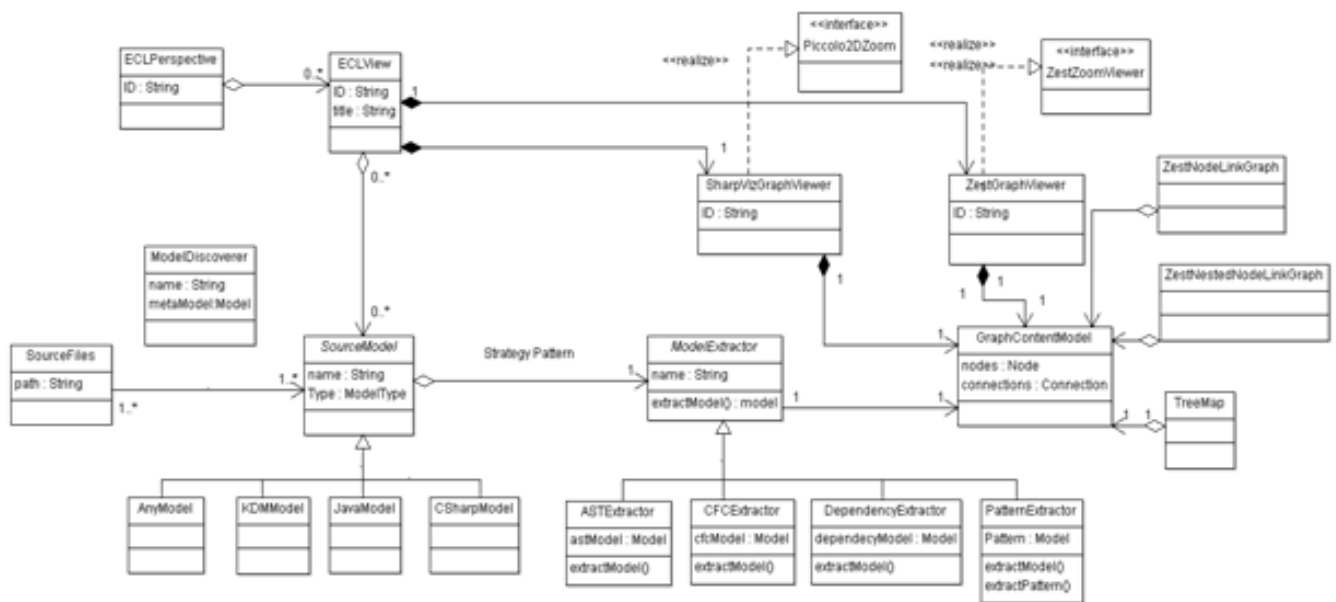 <<interface>>
Piccolo2DZoom
<<realize>>
<<realize>>
<<realize>>
<<interface>>
ZestZoomViewer
ECLPerspective
ID : String
0..*
ECLView
ID : String
title : String
1
1
0..*
SharpVizGraphViewer
ID : String
1
ZestGraphViewer
ID : String
1
1
1
ZestNodeLinkGraph
ZestNestedNodeLinkGraph
ModelDiscoverer
name : String
metaModel:Model
0..*
SourceFiles
path : String
1..*
1..*
SourceModel
name : String
Type : ModelType
Strategy Pattern
1
ModelExtractor
name : String
extractModel() : model
1
1
1
GraphContentModel
nodes : Node
connections : Connection
1
1
TreeMap
AnyModel
KDMModel
JavaModel
CSharpModel
ASTExtractor
astModel : Model
extractModel()
CFCExtractor
cfcModel : Model
extractModel()
DependencyExtractor
dependecyModel : Model
extractModel()
PatternExtractor
Pattern : Model
extractModel()
extractPattern()